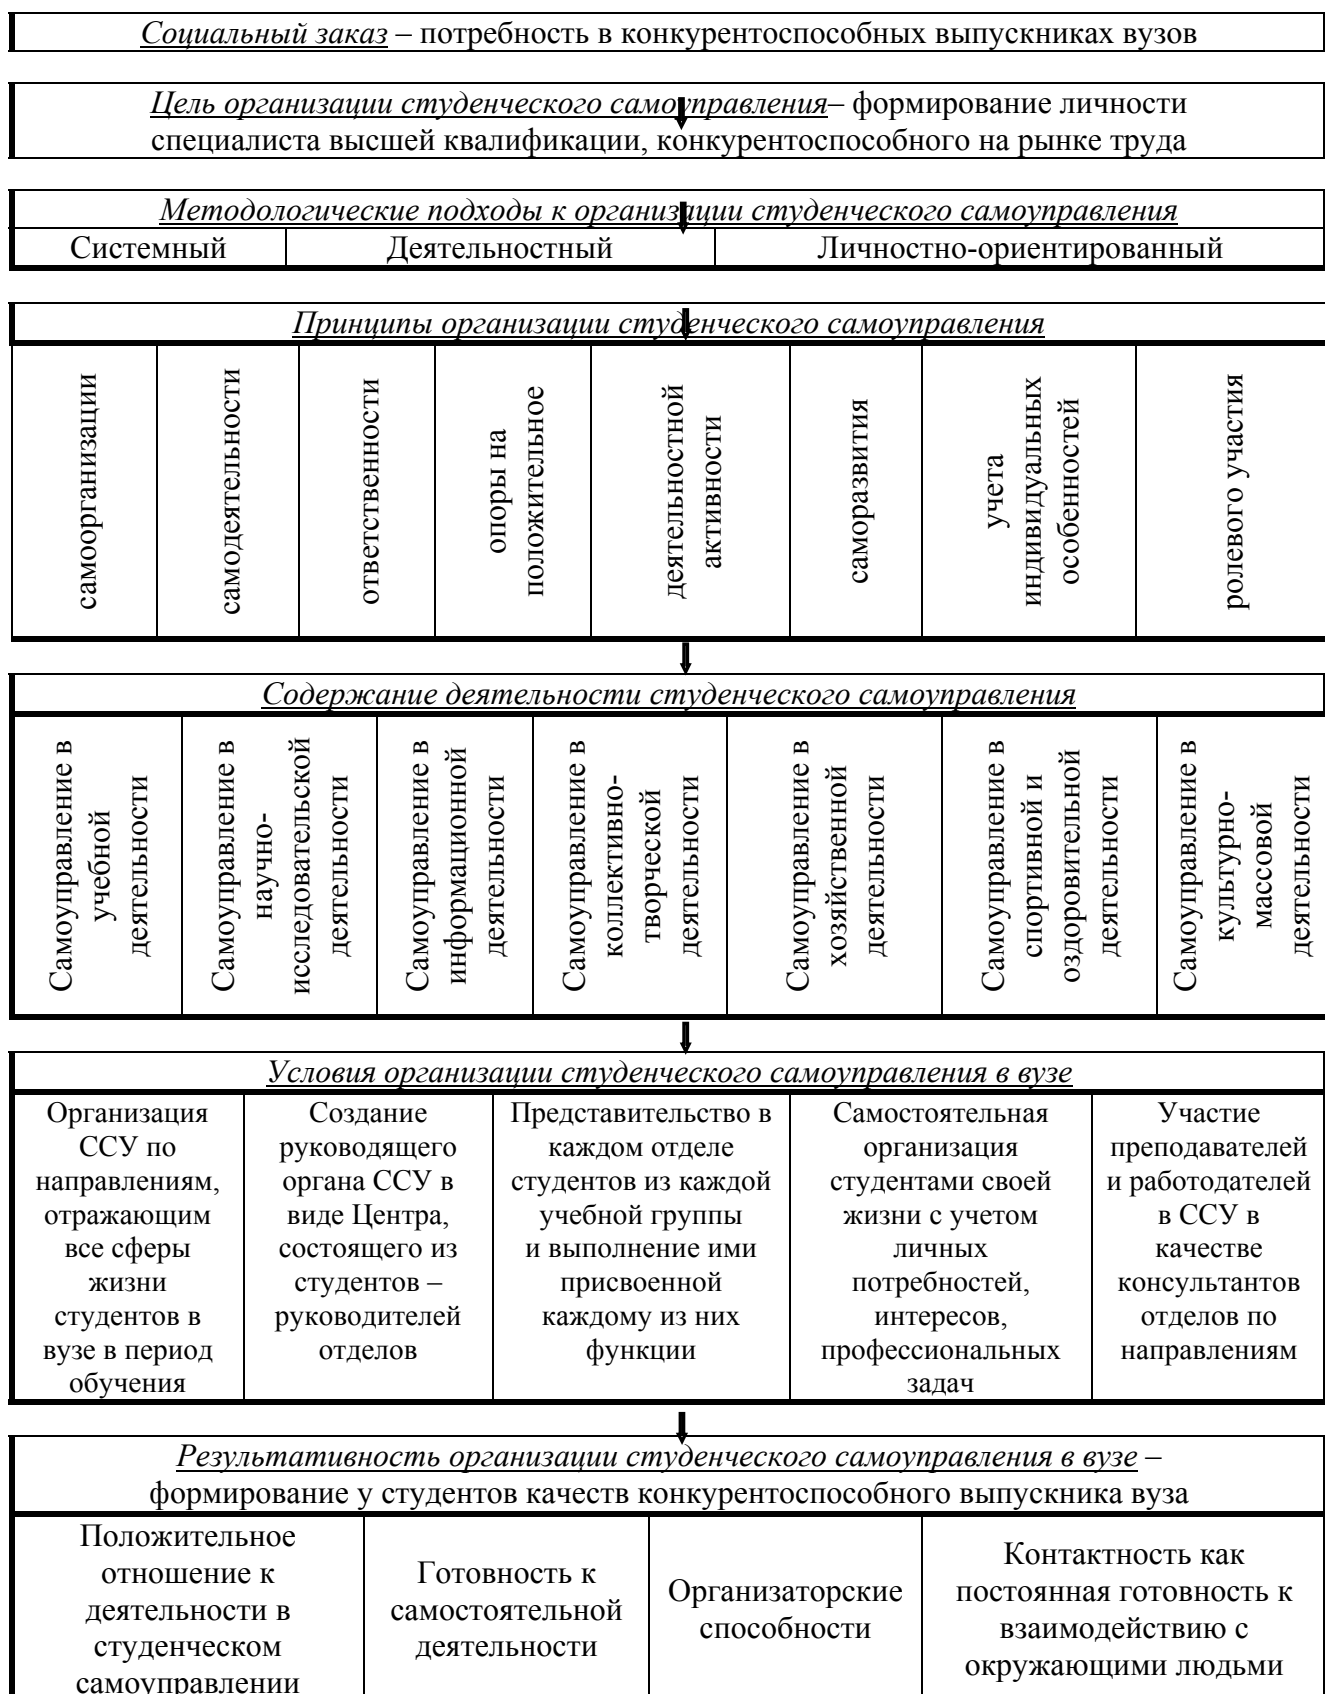 Социальный заказ – потребность в конкурентоспособных выпускниках вузов
Цель организации студенческого самоуправления– формирование личности
специалиста высшей квалификации, конкурентоспособного на рынке труда
Методологические подходы к организации студенческого самоуправления
Системный
Деятельностный
Личностно-ориентированный
Принципы организации студенческого самоуправления
самоорганизации
самодеятельности
ответственности
опоры на
положительное
деятельностной
активности
саморазвития
учета
индивидуальных
особенностей
ролевого участия
Содержание деятельности студенческого самоуправления
Самоуправление в
учебной
деятельности
Самоуправление в
научно-
исследовательской
деятельности
Самоуправление в
информационной
деятельности
Самоуправление в
коллективно-
творческой
деятельности
Самоуправление в
хозяйственной
деятельности
Самоуправление в
спортивной и
оздоровительной
деятельности
Самоуправление в
культурно-
массовой
деятельности
Условия организации студенческого самоуправления в вузе
Организация
ССУ по
направлениям,
отражающим
все сферы
жизни
студентов в
вузе в период
обучения
Создание
руководящего
органа ССУ в
виде Центра,
состоящего из
студентов –
руководителей
отделов
Представительство в
каждом отделе
студентов из каждой
учебной группы
и выполнение ими
присвоенной
каждому из них
функции
Самостоятельная
организация
студентами своей
жизни с учетом
личных
потребностей,
интересов,
профессиональных
задач
Участие
преподавателей
и работодателей
в ССУ в
качестве
консультантов
отделов по
направлениям
Результативность организации студенческого самоуправления в вузе –
формирование у студентов качеств конкурентоспособного выпускника вуза
Положительное
отношение к
деятельности в
студенческом
самоуправлении
Готовность к
самостоятельной
деятельности
Организаторские
способности
Контактность как
постоянная готовность к
взаимодействию с
окружающими людьми